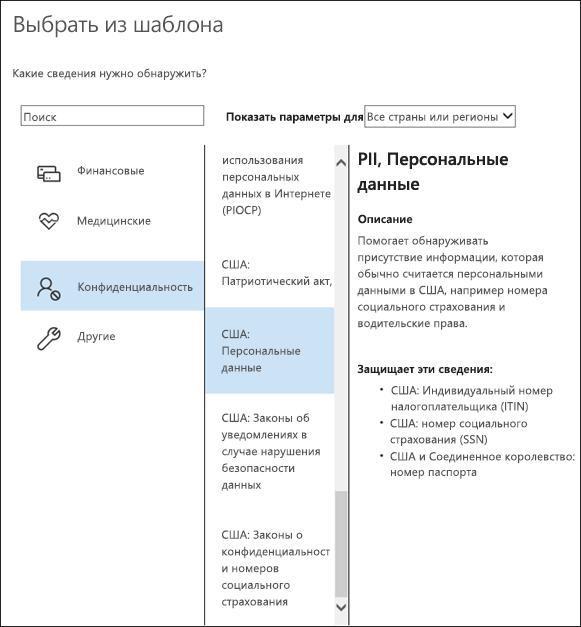 Выбрать из шаблона
Какие сведения нужно обнаружить?
Поиск
Показать параметры для
Все страны или регионы
Финансовые
Медицинские
Конфиденциальность
Другие
использования
персональных
данных в Интернете
(PIOCP)
США:
Патриотический акт,
США:
Персональные
данные
США: Законы об
уведомлениях в
случае нарушения
безопасности
данных
США: Законы о
конфиденциальност
и номеров
социального
страхования
PII, Персональные
данные
Описание
Помогает обнаруживать
присутствие информации, которая
обычно считается персональными
данными в США, например номера
социального страхования и
водительские права.
Защищает эти сведения:
• США: Индивидуальный номер
налогоплательщика (ITIN)
• США: номер социального
страхования (SSN)
• США и Соединенное королевство:
номер паспорта